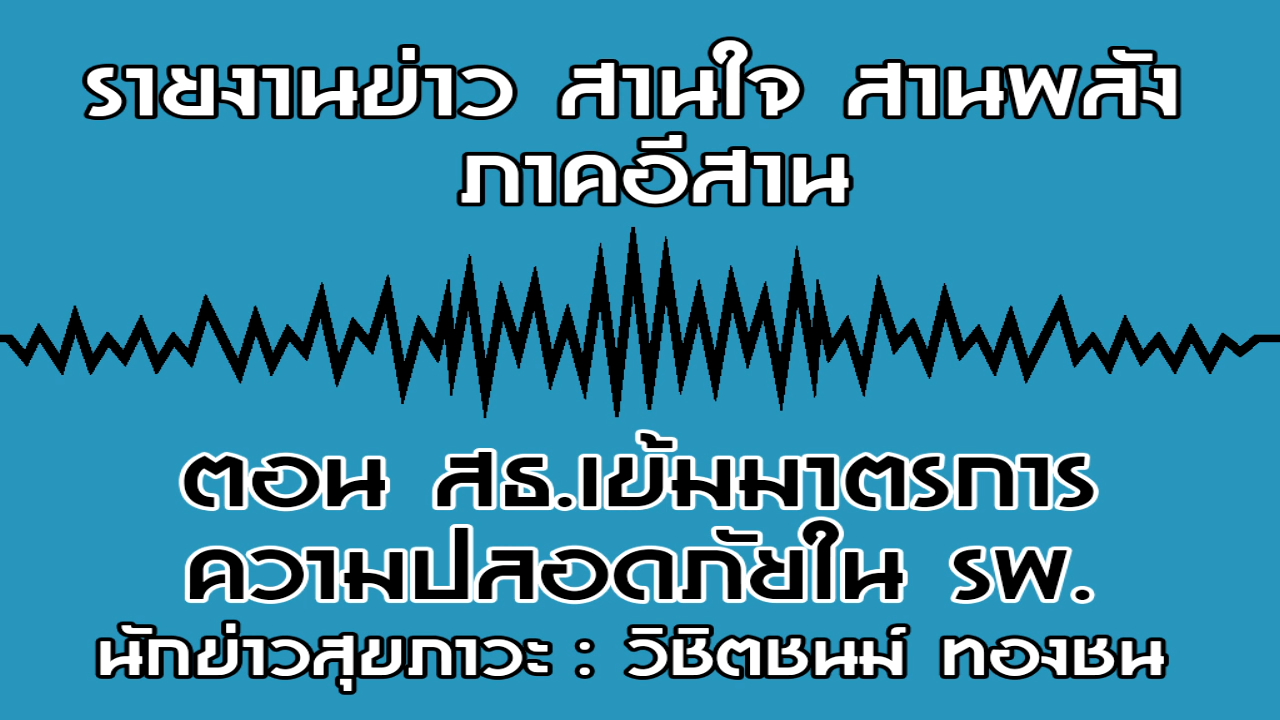 รายงานข่าว สานใจ สานพลัง
ภาคอีสาน
ตอน สธ.เข้มมาตรการ
ความปลอดภัยใน รพ.
นักข่าวสุขภาวะ : วิชิตชนม์ ทองชน